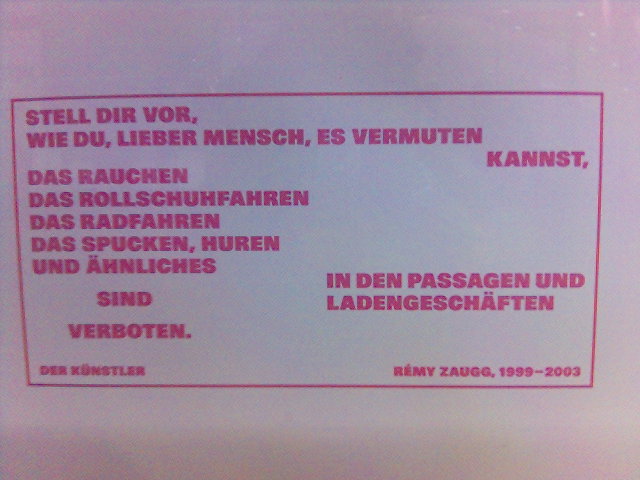 STELL DIR VOR,
WIE DU, LIEBER MENSCH, ES VERMUTEN
KANNST,
DAS RAUCHEN
DAS ROLLSCHUHFAHREN
DAS RADFAHREN
DAS SPUCKEN, HUREN
UND ÄHNLICHES
IN DEN PASSAGEN UND
LADENGESCHÄFTEN
SIND
VERBOTEN.
DER KÜNSTLER
RÉMY ZAUGG, 1999–2003